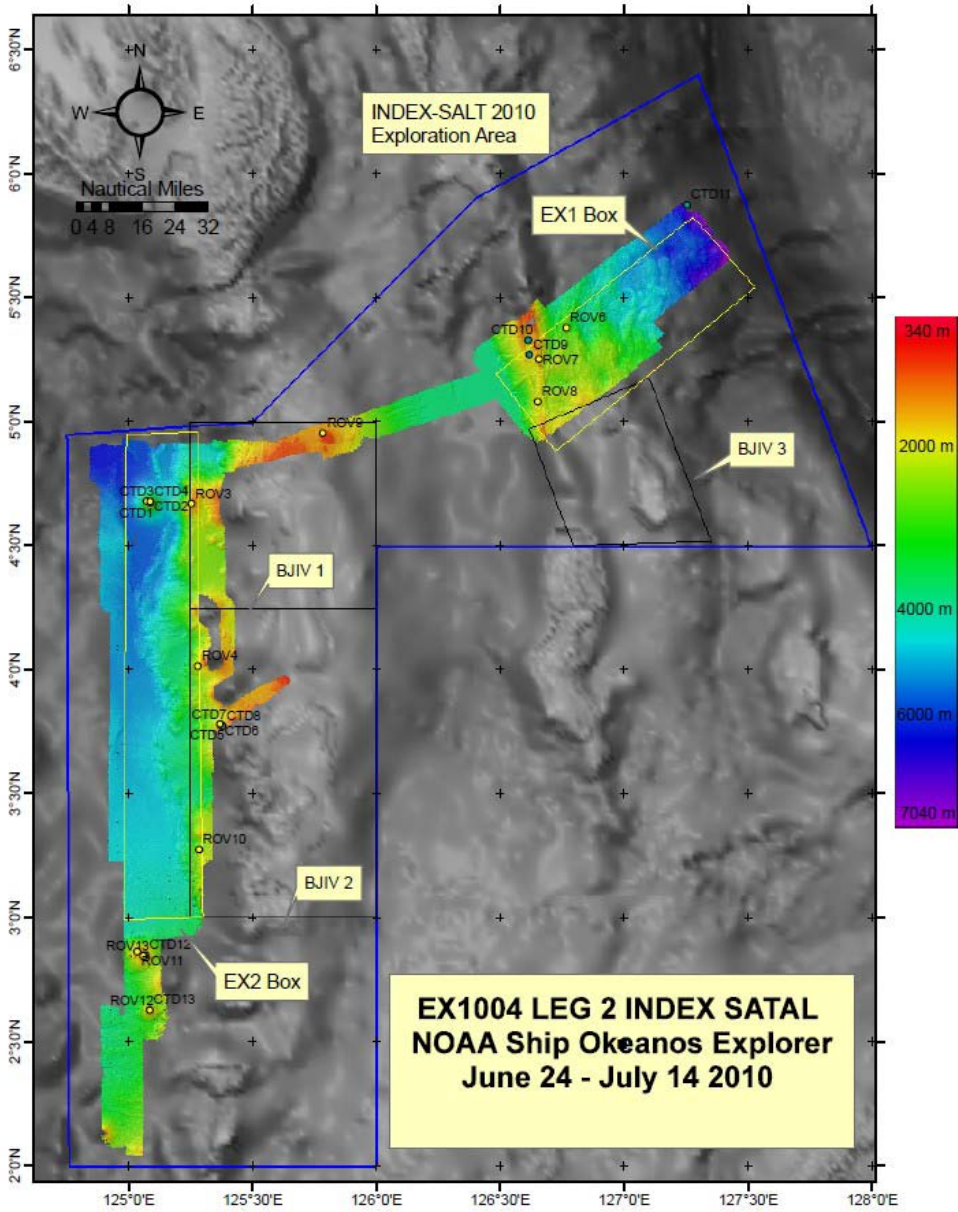 6°30'N
6°0'N
5°30'N
5°0'N
4°30'N
4°0'N
3°30'N
3°0'N
2°30'N
2°0'N
N
W
E
S
Nautical Miles
0 4 8 16 24 32
INDEX-SALT 2010
Exploration Area
EX1 Box
CTD11
ROV6
CTD10
CTD9
ROV7
ROV8
ROV9
BJIV 3
CTD3
CTD4
ROV3
CTD1
CTD2
BJIV 1
ROV4
CTD7
CTD8
CTD5
CTD6
ROV10
BJIV 2
ROV13
CTD12
ROV11
EX2 Box
ROV12
CTD13
340 m
2000 m
4000 m
6000 m
7040 m
EX1004 LEG 2 INDEX SATAL
NOAA Ship Okeanos Explorer
June 24 - July 14 2010
125°0'E
125°30'E
126°0'E
126°30'E
127°0'E
127°30'E
128°0'E